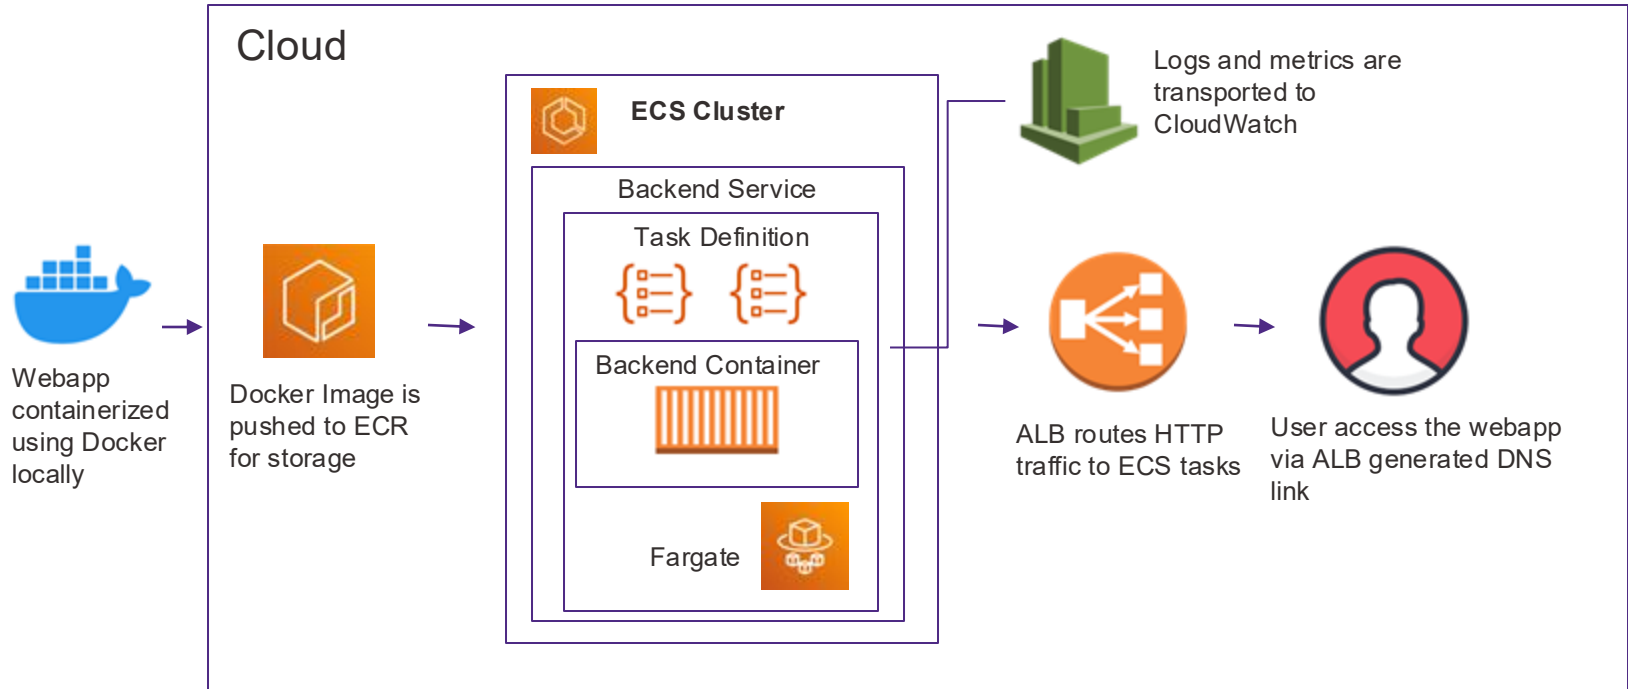 Cloud
ECS Cluster
Backend Service
Task Definition
Backend Container
Fargate
Logs and metrics are
transported to
CloudWatch
Webapp
containerized
using Docker
locally
Docker Image is
pushed to ECR
for storage
ALB routes HTTP
traffic to ECS tasks
User access the webapp
via ALB generated DNS
link